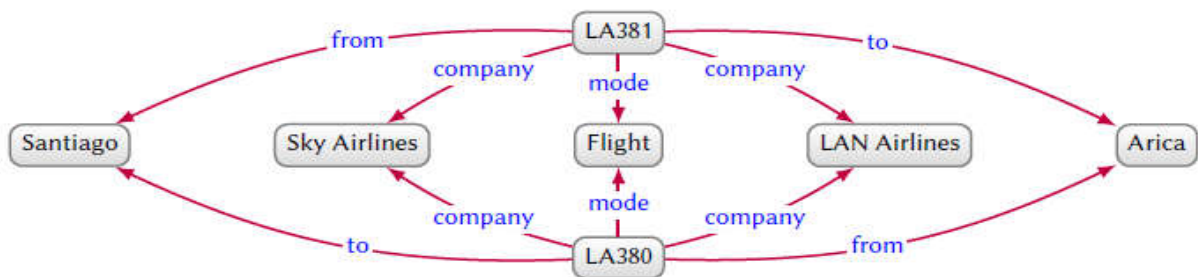 LA381
from to
company company
mode
Santiago Sky Airlines Flight LAN Airlines Arica
mode
company company
to from
LA380